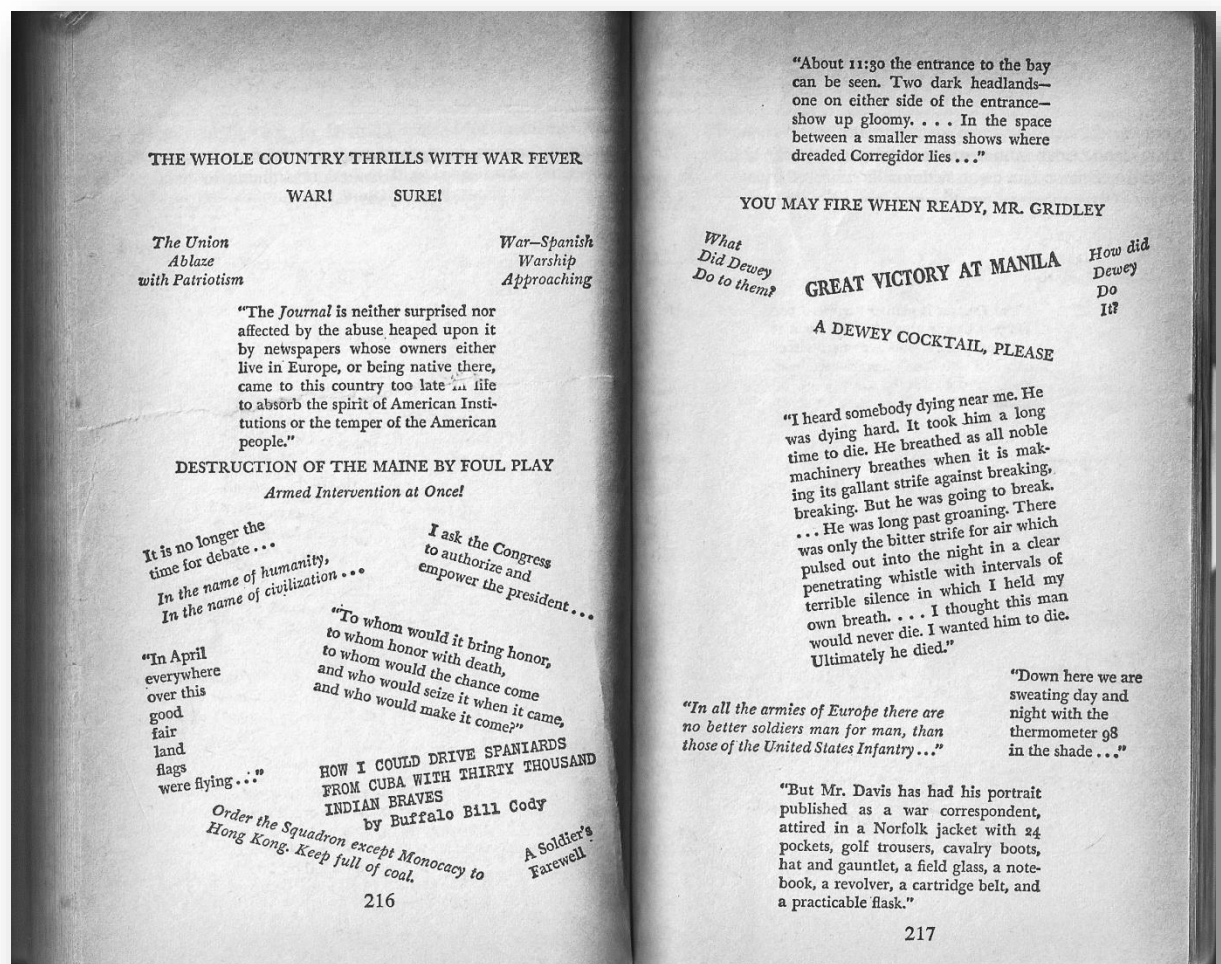 THE WHOLE COUNTRY THRILLS WITH WAR FEVER
WAR! SURE!
The Union
Ablaze
with Patriotism
War—Spanish
Warship
Approaching
"The Journal is neither surprised nor
affected by the abuse heaped upon it
by newspapers whose owners either
live in Europe, or being native there,
came to this country too late in life
to absorb the spirit of American Insti-
tutions or the temper of the American
people."
DESTRUCTION OF THE MAINE BY FOUL PLAY
Armed Intervention at Once!
It is no longer the
time for debate . . .
In the name of humanity,
In the name of civilization . . .
I ask the Congress
to authorize and
empower the president . . .
"To whom would it bring honor,
to whom honor with death,
to whom would the chance come
and who would seize it when it came,
and who would make it come?"
"In April
everywhere
over this
good
fair
land
flags
were flying . . ."
HOW I COULD DRIVE SPANIARDS
FROM CUBA WITH THIRTY THOUSAND
INDIAN BRAVES
by Buffalo Bill Cody
Order the Squadron except Monocacy to
Hong Kong. Keep full of coal.
A Soldier's
Farewell
216
"About 11:30 the entrance to the bay
can be seen. Two dark headlands—
one on either side of the entrance—
show up gloomy. . . . In the space
between a smaller mass shows where
dreaded Corregidor lies . . ."
YOU MAY FIRE WHEN READY, MR. GRIDLEY
What
Did Dewey
Do to them?
GREAT VICTORY AT MANILA
How did
Dewey
Do
It?
A DEWEY COCKTAIL, PLEASE
"I heard somebody dying near me. He
was dying hard. It took him a long
time to die. He breathed as all noble
machinery breathes when it is mak-
ing its gallant strife against breaking,
breaking. But he was going to break.
. . . He was long past groaning. There
was only the bitter strife for air which
pulsed out into the night in a clear
penetrating whistle with intervals of
terrible silence in which I held my
own breath. . . . I thought this man
would never die. I wanted him to die.
Ultimately he died."
"Down here we are
sweating day and
night with the
thermometer 98
in the shade . . ."
"In all the armies of Europe there are
no better soldiers man for man, than
those of the United States Infantry . . ."
"But Mr. Davis has had his portrait
published as a war correspondent,
attired in a Norfolk jacket with 24
pockets, golf trousers, cavalry boots,
hat and gauntlet, a field glass, a note-
book, a revolver, a cartridge belt, and
a practicable flask."
217